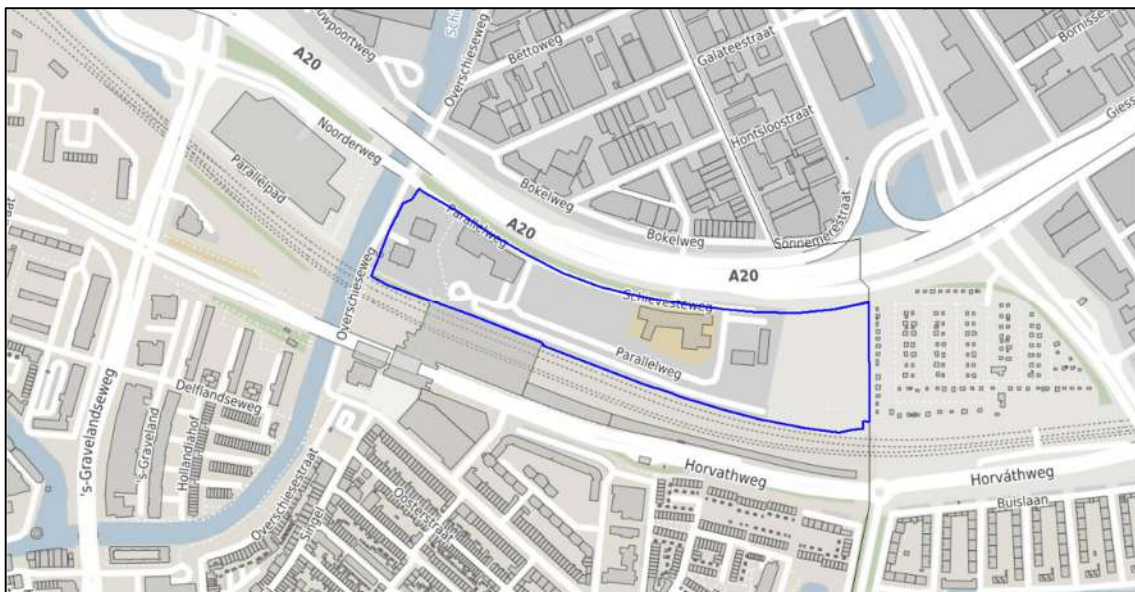 A20
Overschieseweg
Bettoweg
Galateestraat
Hontsloostraat
Noorderweg
Parallelpad
Bokelweg
Bokelweg
Sonnemerestraat
A20
A20
Parallelweg
Overschieseweg
Schievesteweg
Parallelweg
's-Gravelandseweg
Delflandseweg
's-Graveland
Hollandiahof
Overschiesestraat
Singel
Oosterstraat
P
Horvathweg
Horváthweg
Buislaan